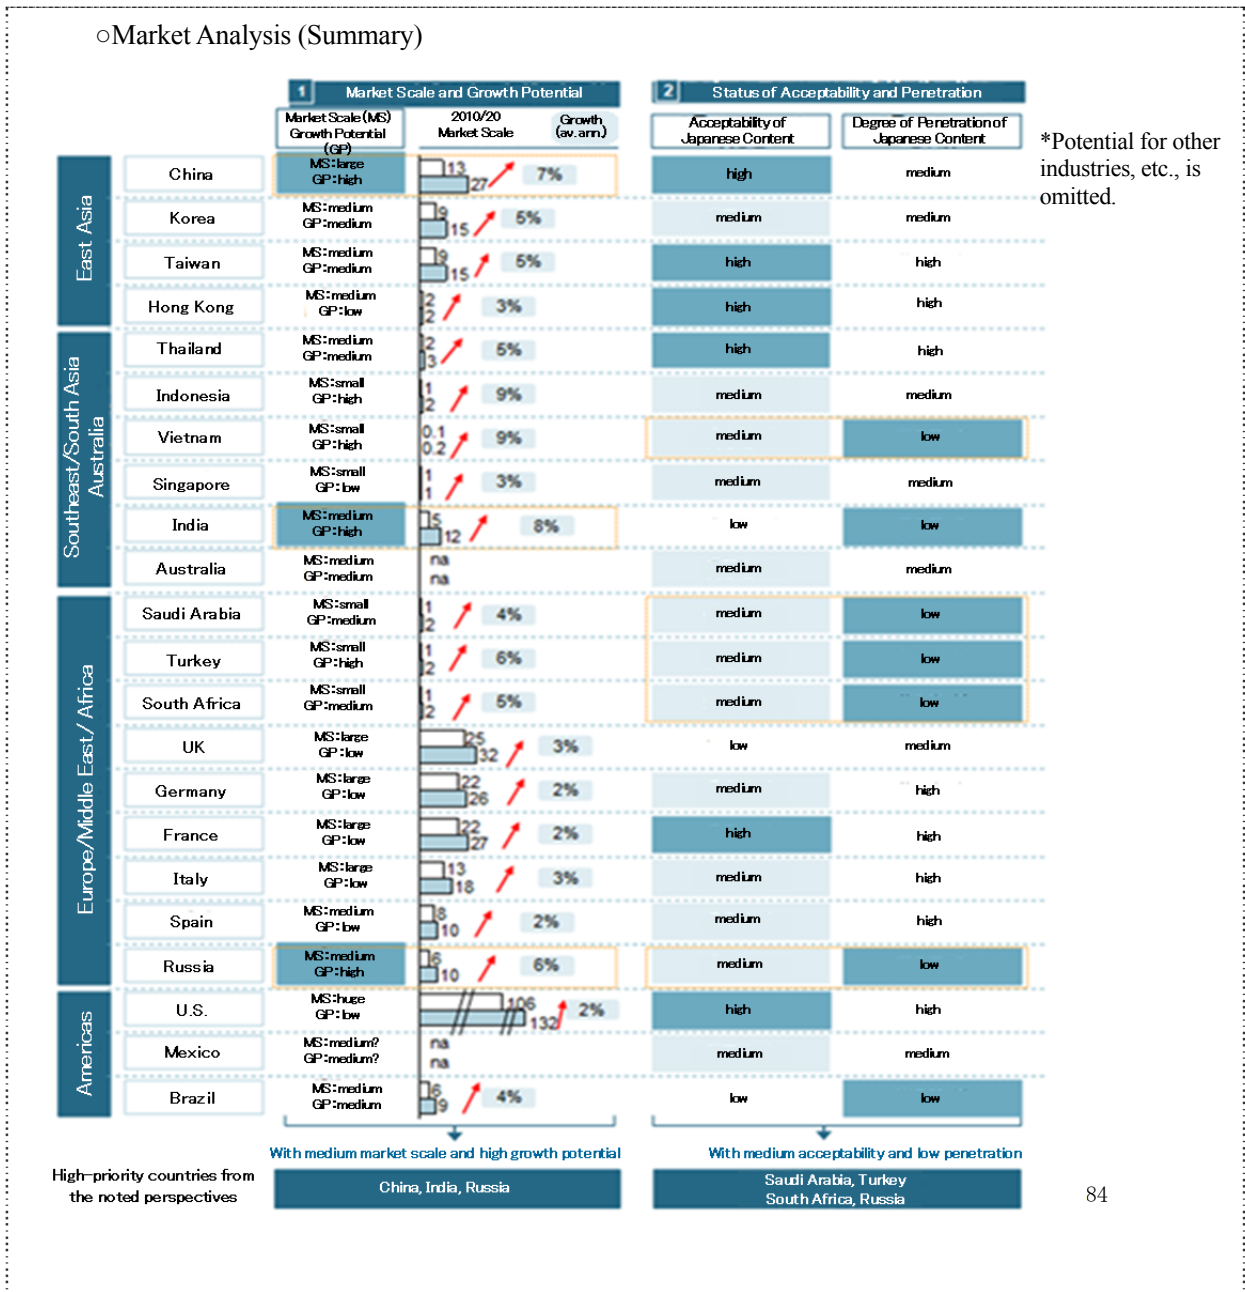 ○Market Analysis (Summary)
1 Market Scale and Growth Potential
2 Status of Acceptability and Penetration
Market Scale (MS)
Growth Potential
(GP)
2010/20
Market Scale
Growth
(av. ann.)
Acceptability of
Japanese Content
Degree of Penetration of
Japanese Content
*Potential for other
industries, etc., is
omitted.
East Asia
China
MS:large
GP:high
13
27
7%
high
medium
Korea
MS:medium
GP:medium
9
15
5%
medium
medium
Taiwan
MS:medium
GP:medium
9
15
5%
high
high
Hong Kong
MS:medium
GP:low
2
2
3%
high
high
Southeast/South Asia
Australia
Thailand
MS:medium
GP:medium
2
3
5%
high
high
Indonesia
MS:small
GP:high
1
2
9%
medium
medium
Vietnam
MS:small
GP:high
0.1
0.2
9%
medium
low
Singapore
MS:small
GP:low
1
1
3%
medium
medium
India
MS:medium
GP:high
5
12
8%
low
low
Australia
MS:medium
GP:medium
na
na
medium
medium
Europe/Middle East/ Africa
Saudi Arabia
MS:small
GP:medium
1
2
4%
medium
low
Turkey
MS:small
GP:high
1
2
6%
medium
low
South Africa
MS:small
GP:medium
1
2
5%
medium
low
UK
MS:large
GP:low
25
32
3%
low
medium
Germany
MS:large
GP:low
22
26
2%
medium
high
France
MS:large
GP:low
22
27
2%
high
high
Italy
MS:large
GP:low
13
18
3%
medium
high
Spain
MS:medium
GP:low
8
10
2%
medium
high
Russia
MS:medium
GP:high
6
10
6%
medium
low
Americas
U.S.
MS:huge
GP:low
106
132
2%
high
high
Mexico
MS:medium?
GP:medium?
na
na
medium
medium
Brazil
MS:medium
GP:medium
6
9
4%
low
low
With medium market scale and high growth potential
With medium acceptability and low penetration
High-priority countries from
the noted perspectives
China, India, Russia
Saudi Arabia, Turkey
South Africa, Russia
84